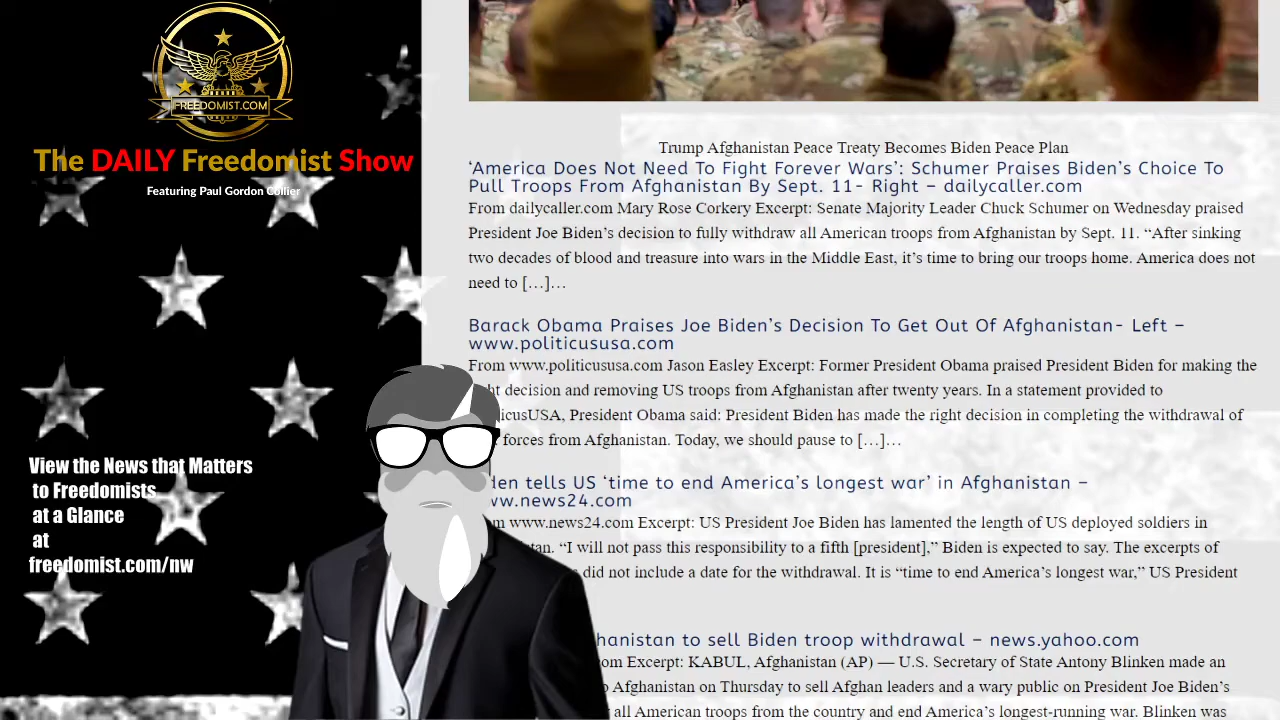 FREEDOMIST.COM
The DAILY Freedomist Show
Featuring Paul Gordon Collier
View the News that Matters
to Freedomists
at a Glance
at
freedomist.com/nw
Trump Afghanistan Peace Treaty Becomes Biden Peace Plan
‘America Does Not Need To Fight Forever Wars’: Schumer Praises Biden’s Choice To
Pull Troops From Afghanistan By Sept. 11- Right – dailycaller.com
From dailycaller.com Mary Rose Corkery Excerpt: Senate Majority Leader Chuck Schumer on Wednesday praised
President Joe Biden’s decision to fully withdraw all American troops from Afghanistan by Sept. 11. “After sinking
two decades of blood and treasure into wars in the Middle East, it’s time to bring our troops home. America does not
need to […]…
Barack Obama Praises Joe Biden’s Decision To Get Out Of Afghanistan- Left –
www.politicususa.com
From www.politicususa.com Jason Easley Excerpt: Former President Obama praised President Biden for making the
decision and removing US troops from Afghanistan after twenty years. In a statement provided to
icusUSA, President Obama said: President Biden has made the right decision in completing the withdrawal of
forces from Afghanistan. Today, we should pause to […]…
den tells US ‘time to end America’s longest war’ in Afghanistan –
ww.news24.com
m www.news24.com Excerpt: US President Joe Biden has lamented the length of US deployed soldiers in
tan. “I will not pass this responsibility to a fifth [president],” Biden is expected to say. The excerpts of
did not include a date for the withdrawal. It is “time to end America’s longest war,” US President
hanistan to sell Biden troop withdrawal – news.yahoo.com
om Excerpt: KABUL, Afghanistan (AP) — U.S. Secretary of State Antony Blinken made an
Afghanistan on Thursday to sell Afghan leaders and a wary public on President Joe Biden’s
all American troops from the country and end America’s longest-running war. Blinken was